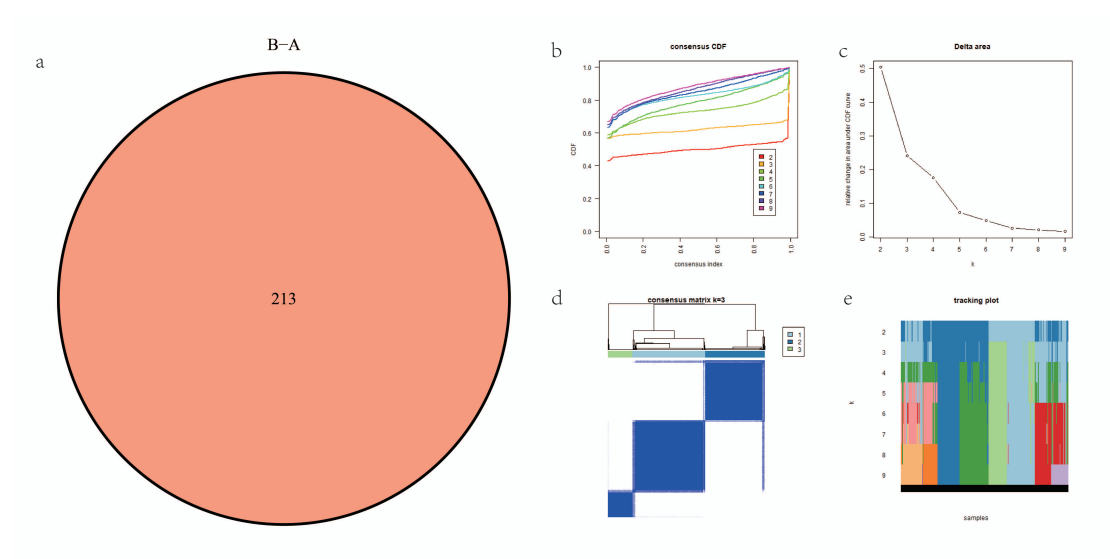 a
B−A
213
b
consensus CDF
CDF
1.0
0.8
0.6
0.4
0.2
0.0
2
3
4
5
6
7
8
9
0.0
0.2
0.4
0.6
0.8
1.0
consensus index
c
Delta area
relative change in area under CDF curve
0.5
0.4
0.3
0.2
0.1
0.0
2
3
4
5
6
7
8
9
k
d
consensus matrix k=3
1
2
3
e
tracking plot
k
2
3
4
5
6
7
8
9
samples